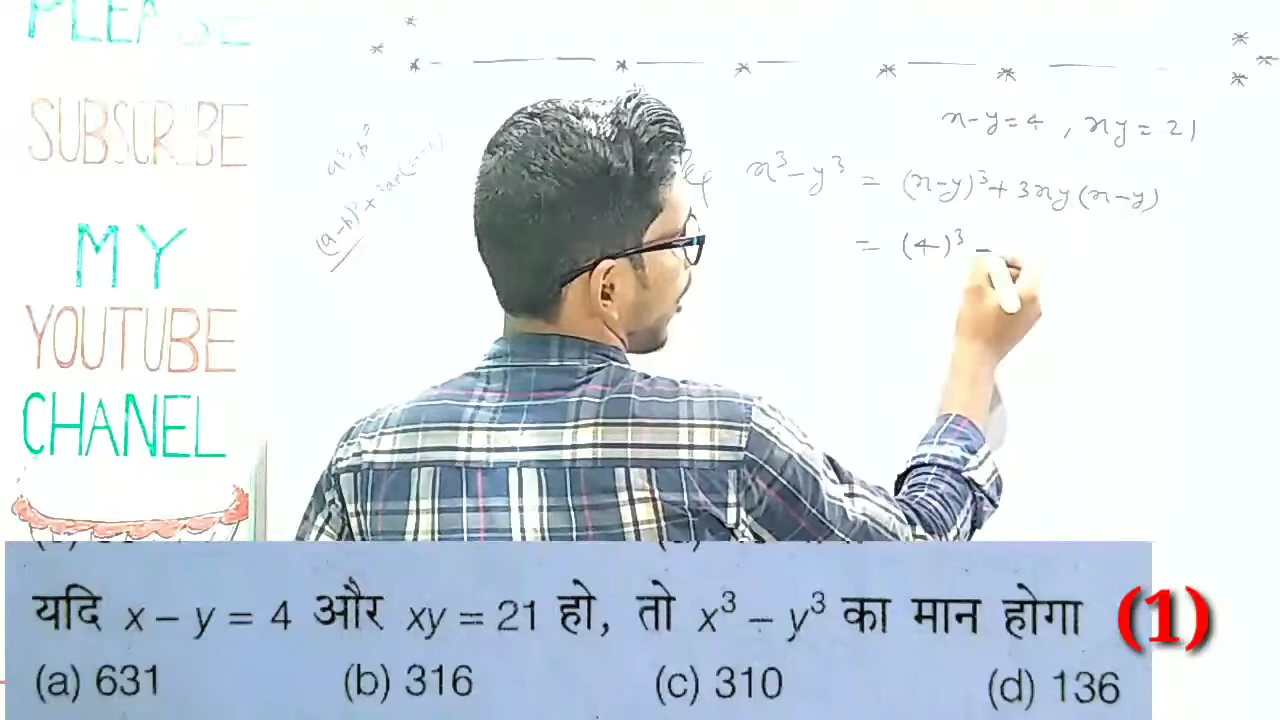 PLEASE
SUBSCRIBE
MY
YOUTUBE
CHANEL
x-y=4, xy=21
x³-y³ = (x-y)³+3xy(x-y)
= (4)³
यदि x – y = 4 और xy = 21 हो, तो x³ – y³ का मान होगा (1)
(a) 631 (b) 316 (c) 310 (d) 136